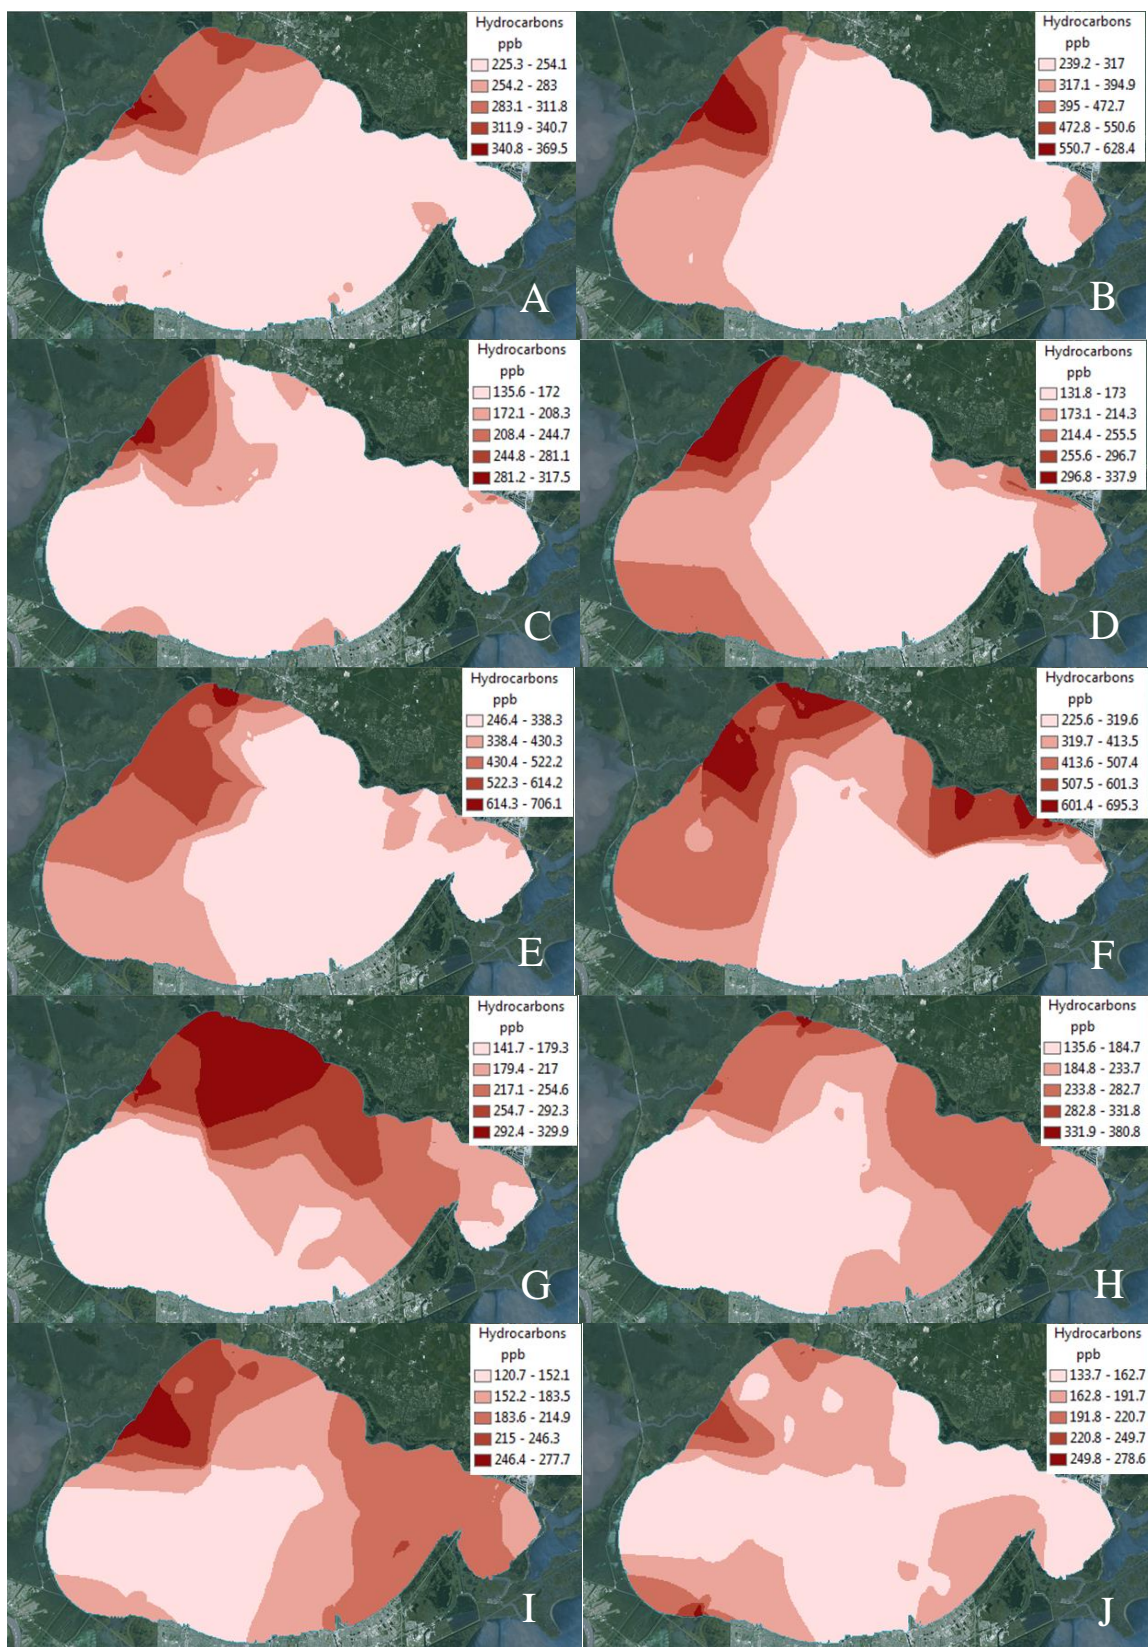 Hydrocarbons
ppb
225.3 - 254.1
254.2 - 283
283.1 - 311.8
311.9 - 340.7
340.8 - 369.5
A
Hydrocarbons
ppb
239.2 - 317
317.1 - 394.9
395 - 472.7
472.8 - 550.6
550.7 - 628.4
B
Hydrocarbons
ppb
135.6 - 172
172.1 - 208.3
208.4 - 244.7
244.8 - 281.1
281.2 - 317.5
C
Hydrocarbons
ppb
131.8 - 173
173.1 - 214.3
214.4 - 255.5
255.6 - 296.7
296.8 - 337.9
D
Hydrocarbons
ppb
246.4 - 338.3
338.4 - 430.3
430.4 - 522.2
522.3 - 614.2
614.3 - 706.1
E
Hydrocarbons
ppb
225.6 - 319.6
319.7 - 413.5
413.6 - 507.4
507.5 - 601.3
601.4 - 695.3
F
Hydrocarbons
ppb
141.7 - 179.3
179.4 - 217
217.1 - 254.6
254.7 - 292.3
292.4 - 329.9
G
Hydrocarbons
ppb
135.6 - 184.7
184.8 - 233.7
233.8 - 282.7
282.8 - 331.8
331.9 - 380.8
H
Hydrocarbons
ppb
120.7 - 152.1
152.2 - 183.5
183.6 - 214.9
215 - 246.3
246.4 - 277.7
I
Hydrocarbons
ppb
133.7 - 162.7
162.8 - 191.7
191.8 - 220.7
220.8 - 249.7
249.8 - 278.6
J